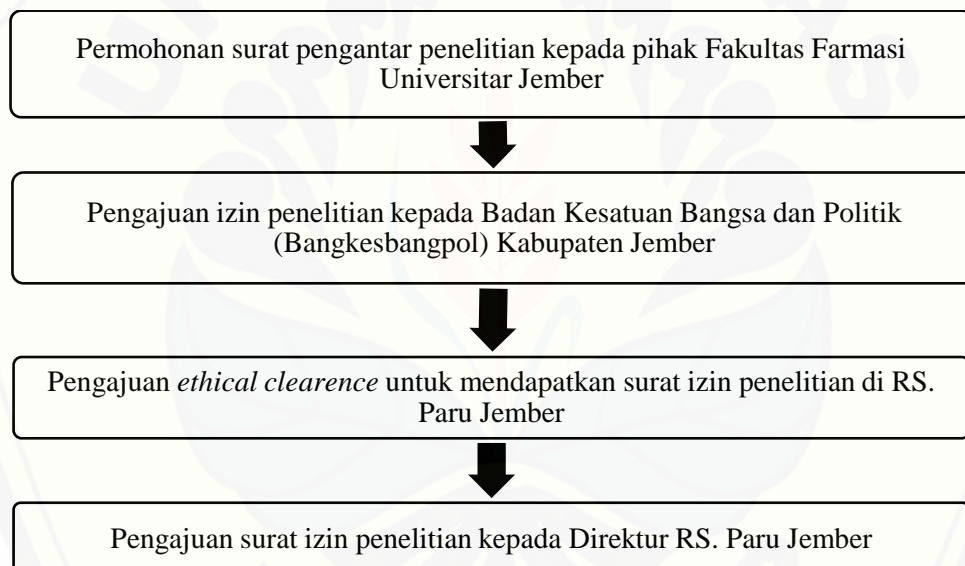 Permohonan surat pengantar penelitian kepada pihak Fakultas Farmasi
Universitar Jember
Pengajuan izin penelitian kepada Badan Kesatuan Bangsa dan Politik
(Bangkesbangpol) Kabupaten Jember
Pengajuan ethical clearence untuk mendapatkan surat izin penelitian di RS.
Paru Jember
Pengajuan surat izin penelitian kepada Direktur RS. Paru Jember